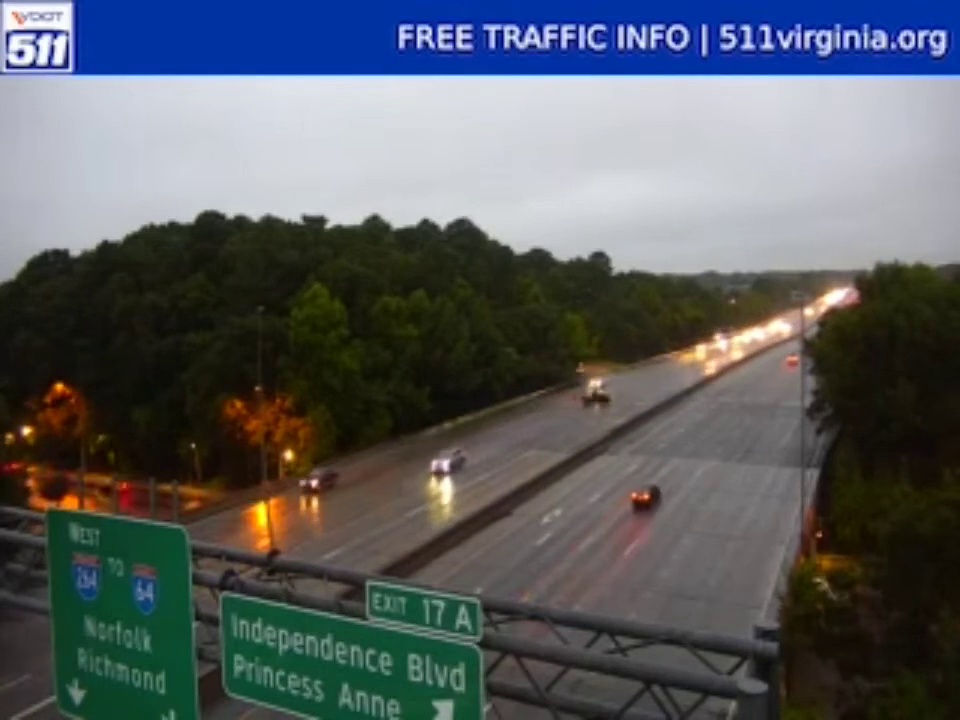 VDOT
511
FREE TRAFFIC INFO | 511virginia.org
WEST
264 TO 64
Norfolk
Richmond
EXIT 17 A
Independence Blvd
Princess Anne